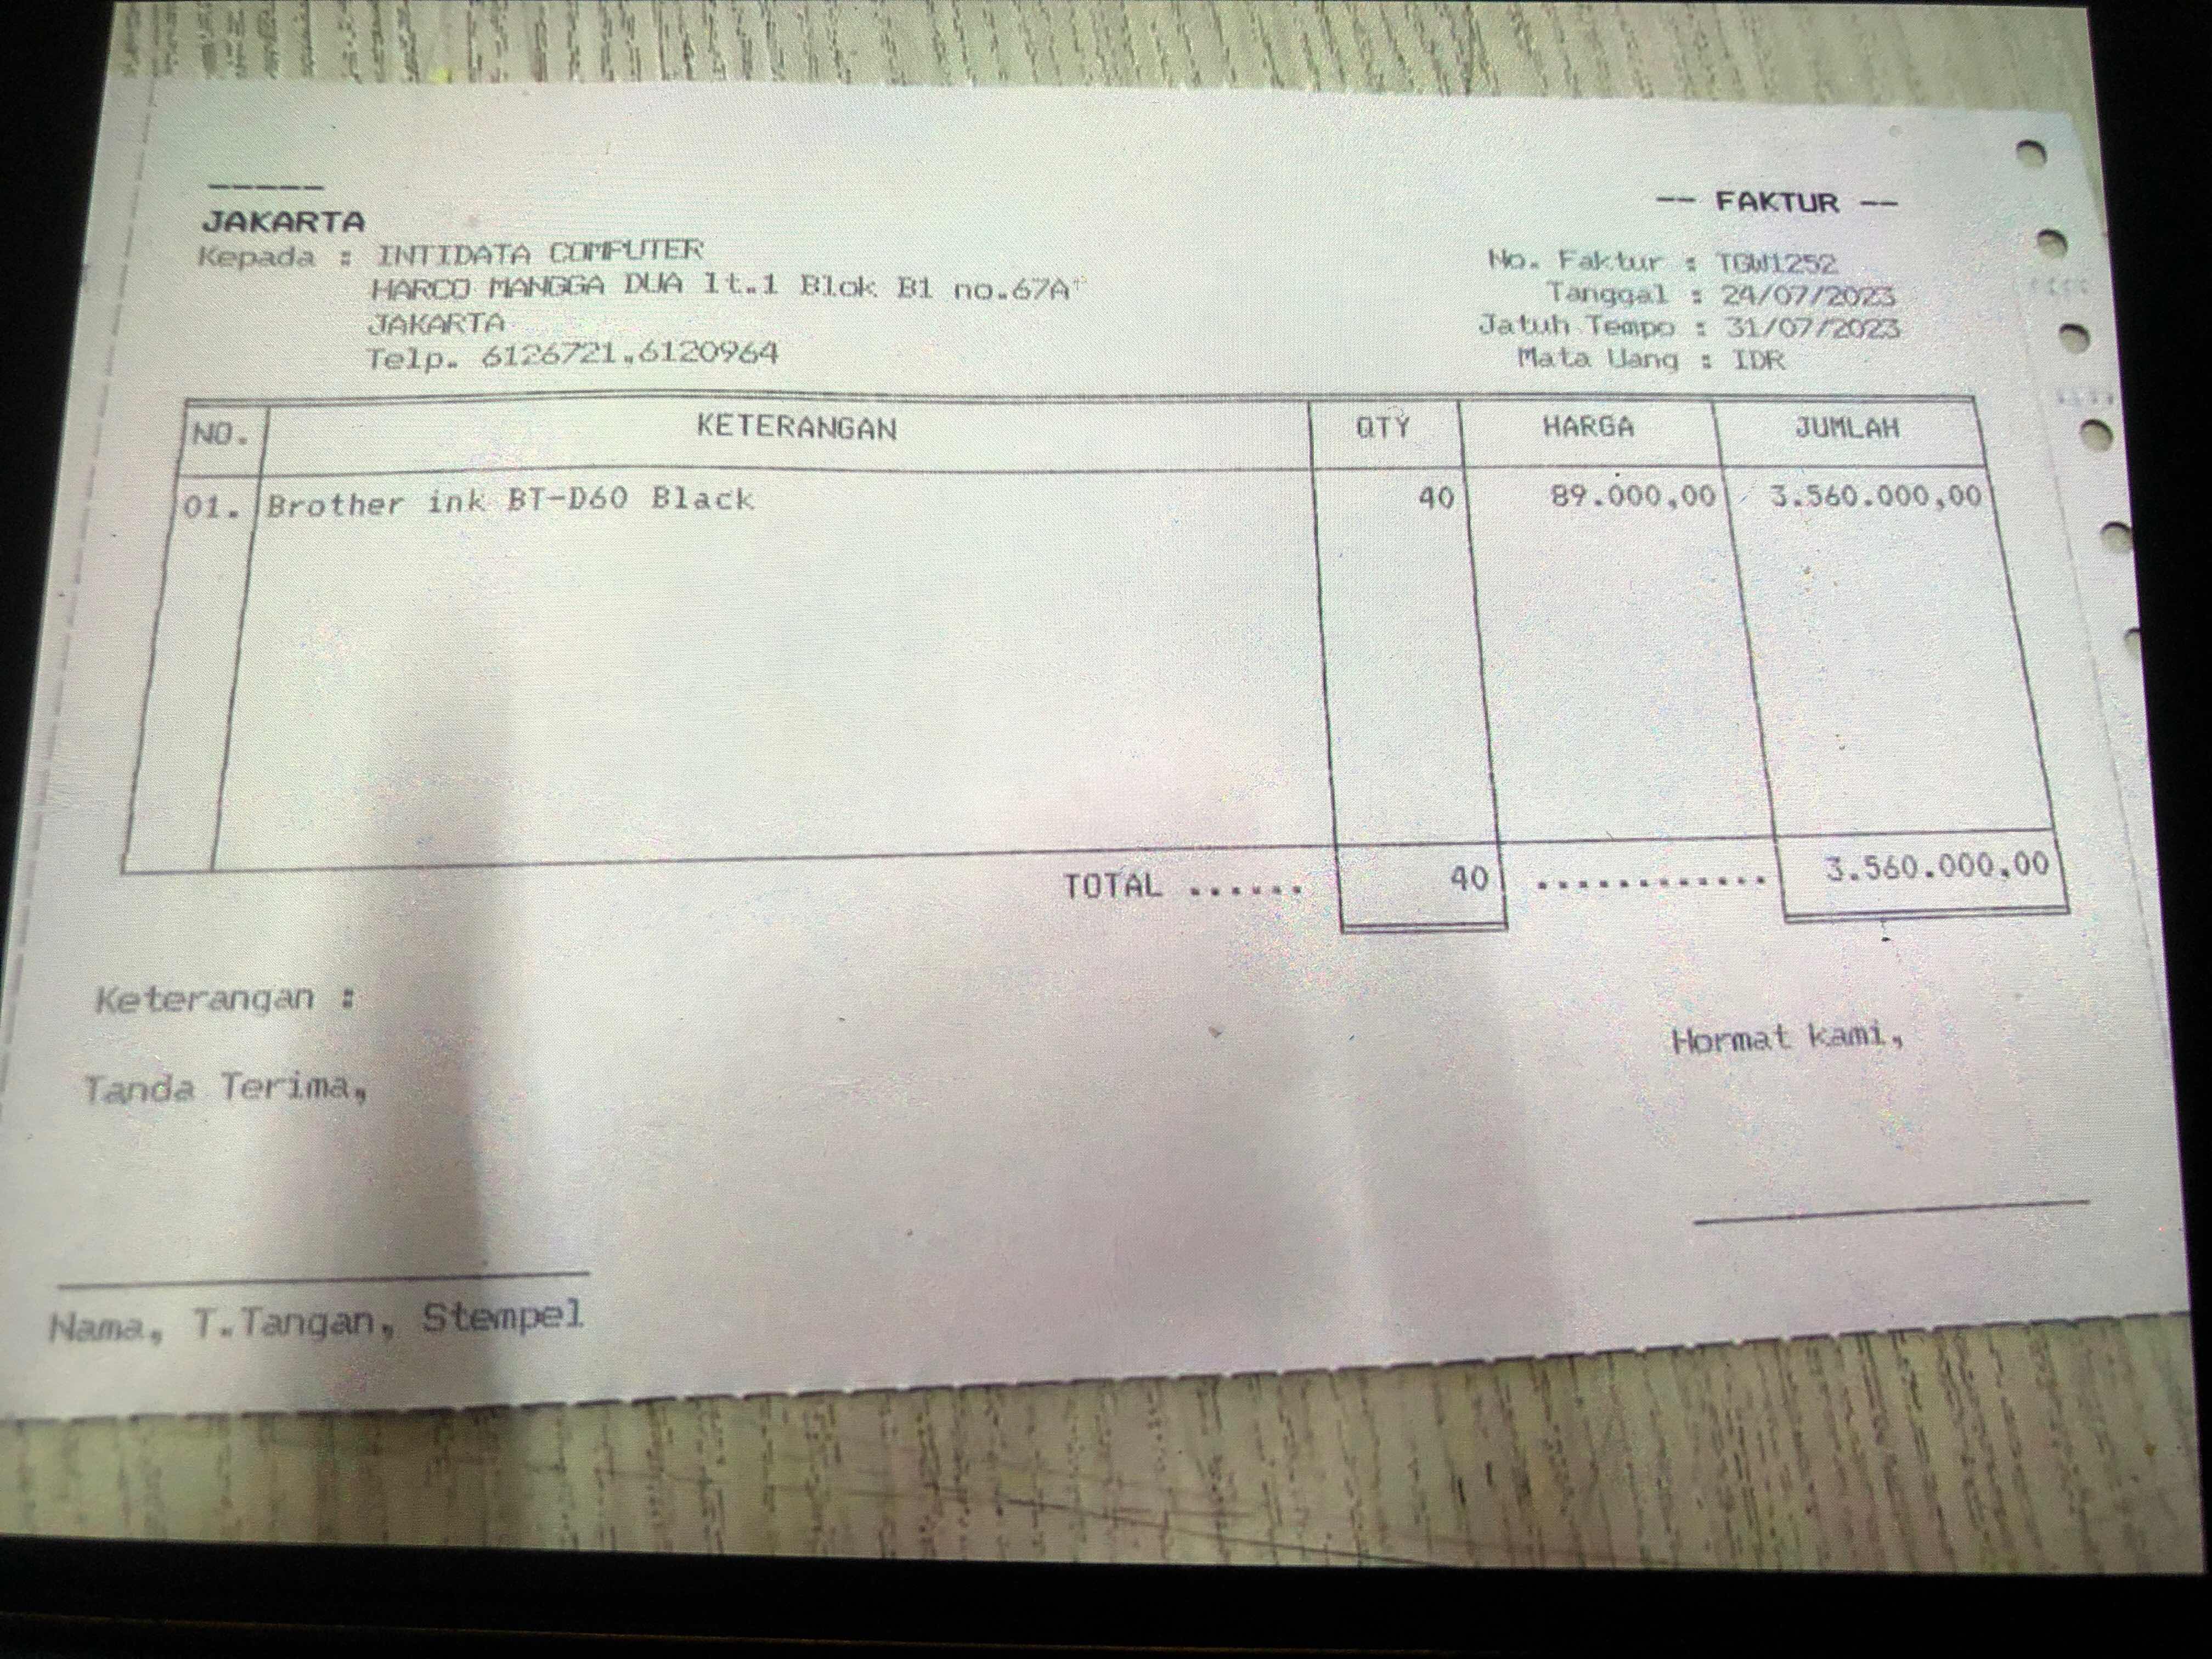 -----
JAKARTA
-- FAKTUR --
Kepada : INTIDATA COMPUTER
HARCO MANGGA DUA lt.1 Blok B1 no.67A
JAKARTA
Telp. 6126721,6120964
No. Faktur : TGW1252
Tanggal : 24/07/2023
Jatuh Tempo : 31/07/2023
Mata Uang : IDR
NO. KETERANGAN QTY HARGA JUMLAH
01. Brother ink BT-D60 Black 40 89.000,00 3.560.000,00
TOTAL ...... 40 ............ 3.560.000,00
Keterangan :
Hormat kami,
Tanda Terima,
Nama, T.Tangan, Stempel